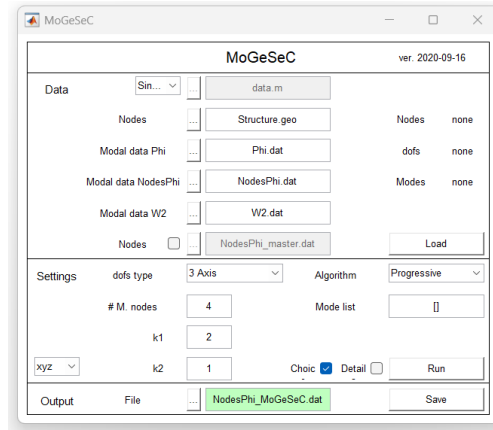 MoGeSeC
MoGeSeC ver. 2020-09-16
Data Sin... ... data.m
Nodes ... Structure.geo Nodes none
Modal data Phi ... Phi.dat dofs none
Modal data NodesPhi ... NodesPhi.dat Modes none
Modal data W2 ... W2.dat
Nodes ... NodesPhi_master.dat Load
Settings dofs type 3 Axis Algorithm Progressive
# M. nodes 4 Mode list []
k1 2
xyz k2 1 Choic Detail Run
Output File ... NodesPhi_MoGeSeC.dat Save